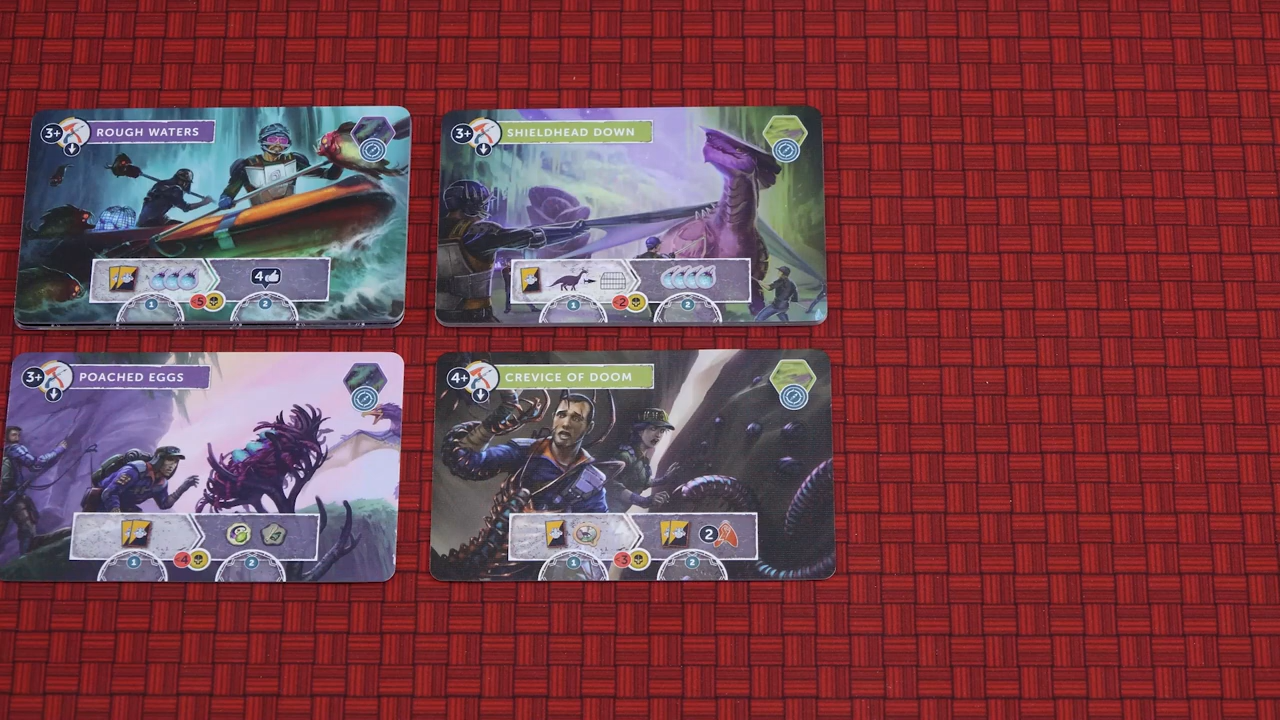 3+ ROUGH WATERS
4
1 -5 2
3+ SHIELDHEAD DOWN
1 -2 2
3+ POACHED EGGS
1 -4 2
4+ CREVICE OF DOOM
2
1 -3 2